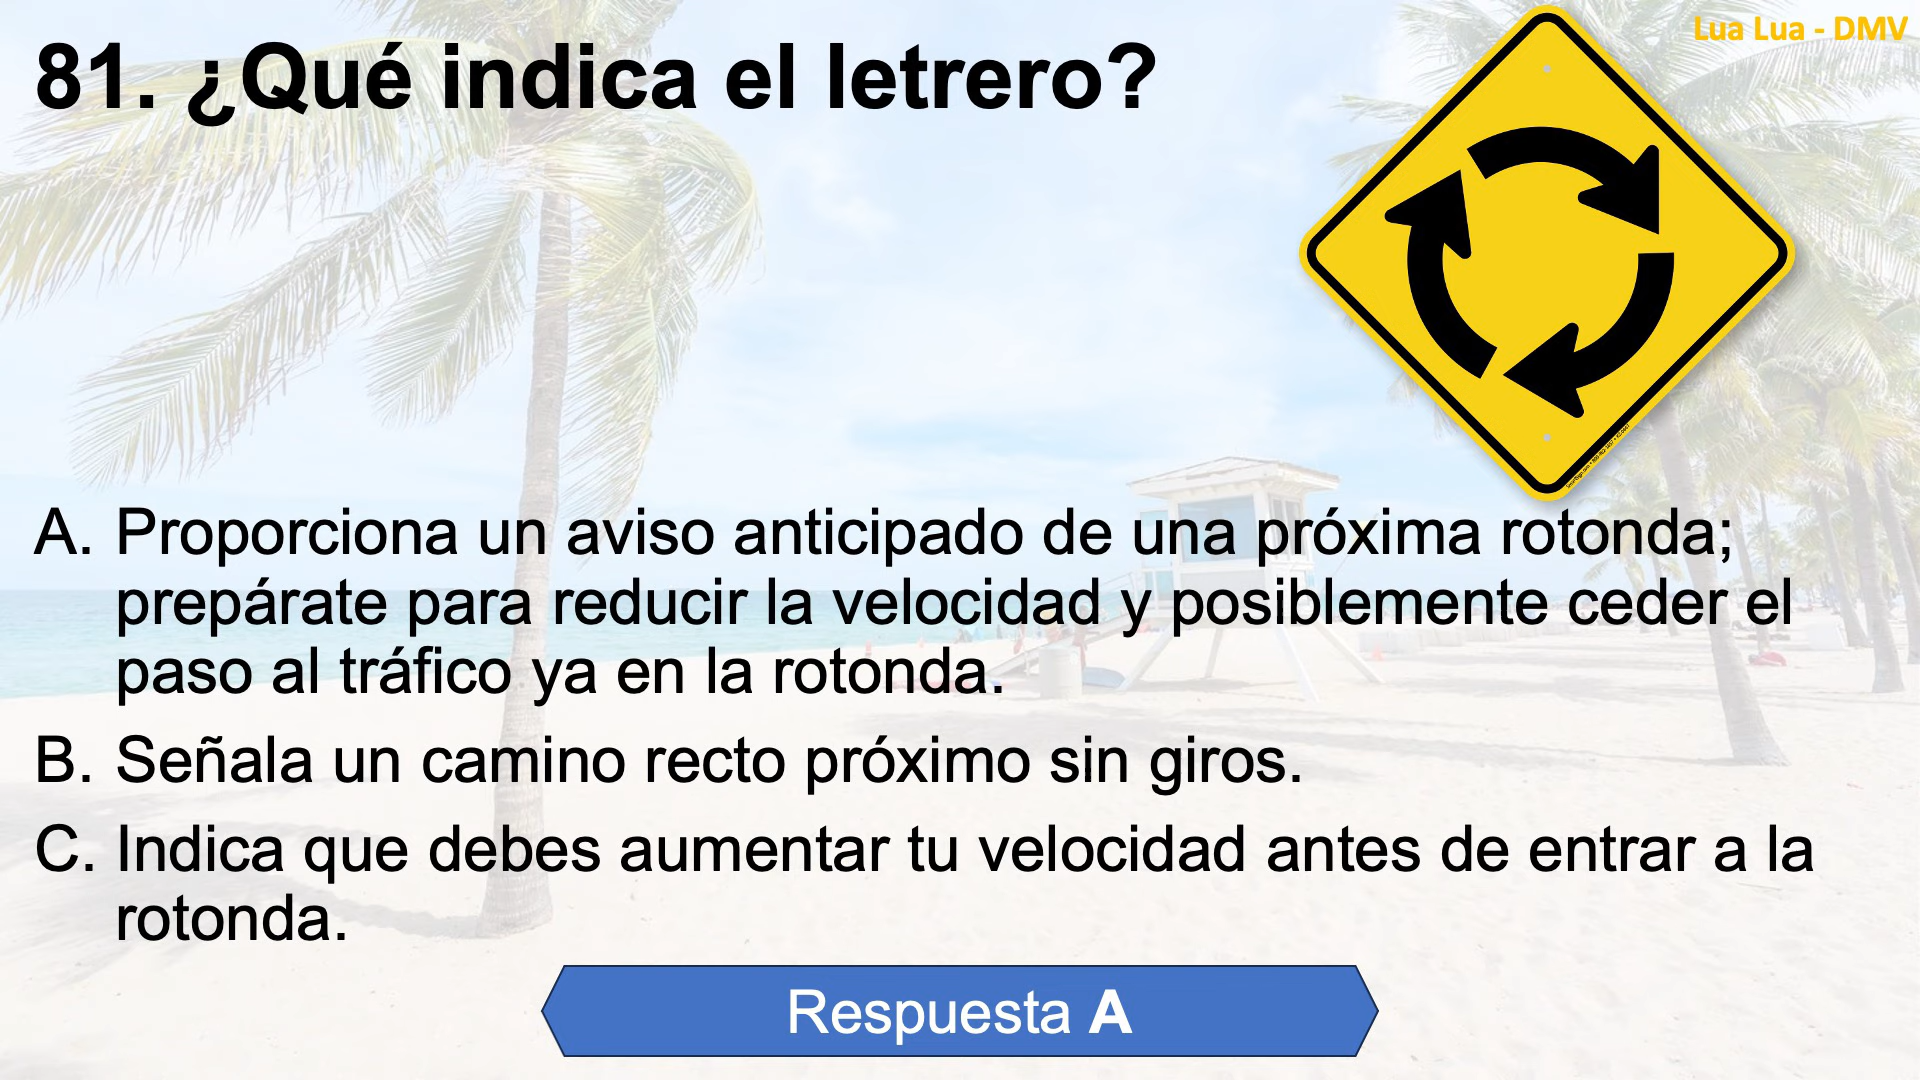 Lua Lua - DMV
81. ¿Qué indica el letrero?
A. Proporciona un aviso anticipado de una próxima rotonda;
prepárate para reducir la velocidad y posiblemente ceder el
paso al tráfico ya en la rotonda.
B. Señala un camino recto próximo sin giros.
C. Indica que debes aumentar tu velocidad antes de entrar a la
rotonda.
Respuesta A